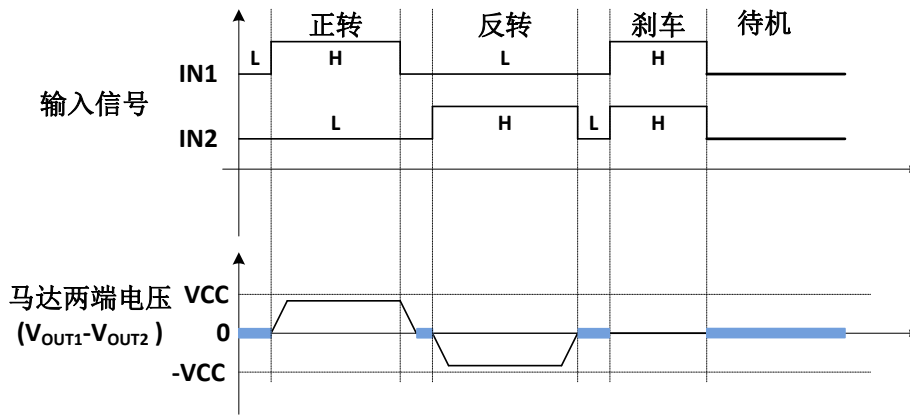 正转 反转 刹车 待机
L H L H
IN1
输入信号
L H L H
IN2
马达两端电压 VCC
(VOUT1-VOUT2 ) 0
-VCC